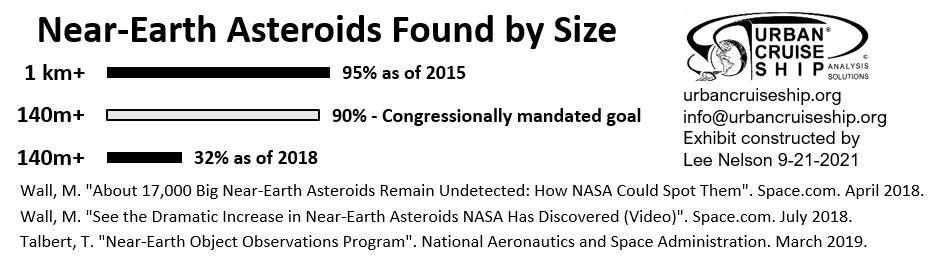 Near-Earth Asteroids Found by Size
1 km+ 95% as of 2015
140m+ 90% - Congressionally mandated goal
140m+ 32% as of 2018
URBAN®
CRUISE
SHIP ANALYSIS SOLUTIONS
©
urbancruiseship.org
info@urbancruiseship.org
Exhibit constructed by
Lee Nelson 9-21-2021
Wall, M. "About 17,000 Big Near-Earth Asteroids Remain Undetected: How NASA Could Spot Them". Space.com. April 2018.
Wall, M. "See the Dramatic Increase in Near-Earth Asteroids NASA Has Discovered (Video)". Space.com. July 2018.
Talbert, T. "Near-Earth Object Observations Program". National Aeronautics and Space Administration. March 2019.